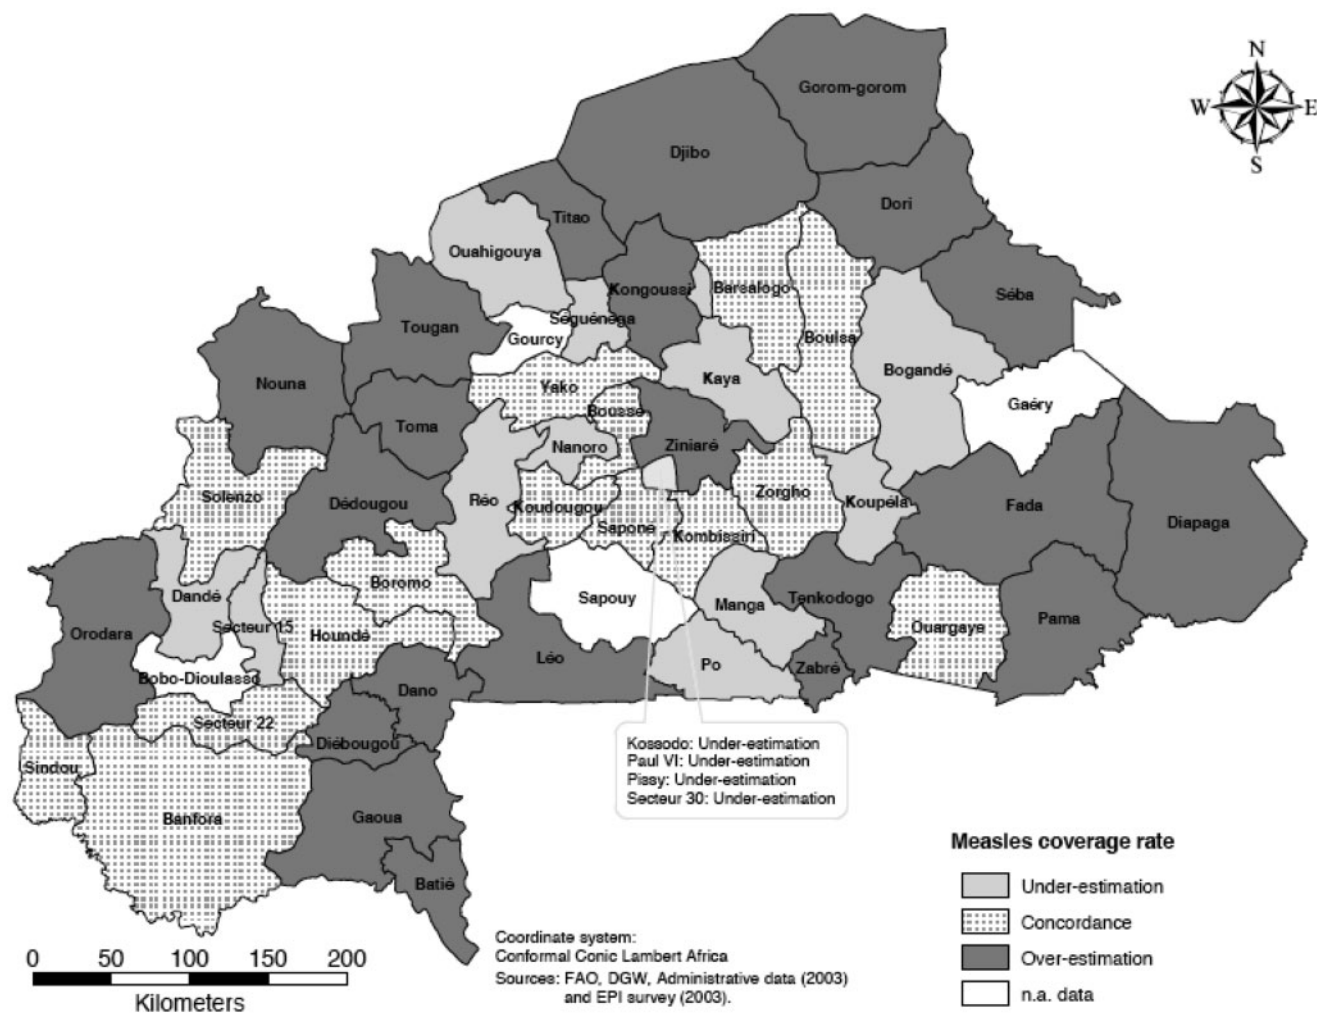 N
W E
S
Gorom-gorom
Djibo
Dori
Titao
Ouahigouya
Séba
Kongoussi
Barsalogo
Séguénéga
Tougan
Gourcy
Boulsa
Bogandé
Kaya
Nouna
Yako
Gaéry
Bousse
Toma
Ziniaré
Nanoro
Solenzo
Réo
Zorgho
Dédougou
Koudougou
Koupéla
Fada
Diapaga
Saponé
Kombissiri
Boromo
Dandé
Sapouy
Manga
Tenkodogo
Pama
Secteur 15
Orodara
Houndé
Ouargaye
Léo
Po
Zabré
Bobo-Dioulasso
Dano
Secteur 22
Diébougou
Sindou
Banfora
Gaoua
Batié
Kossodo: Under-estimation
Paul VI: Under-estimation
Pissy: Under-estimation
Secteur 30: Under-estimation
Measles coverage rate
Under-estimation
Concordance
Over-estimation
n.a. data
0 50 100 150 200
Kilometers
Coordinate system:
Conformal Conic Lambert Africa
Sources: FAO, DGW, Administrative data (2003)
and EPI survey (2003).